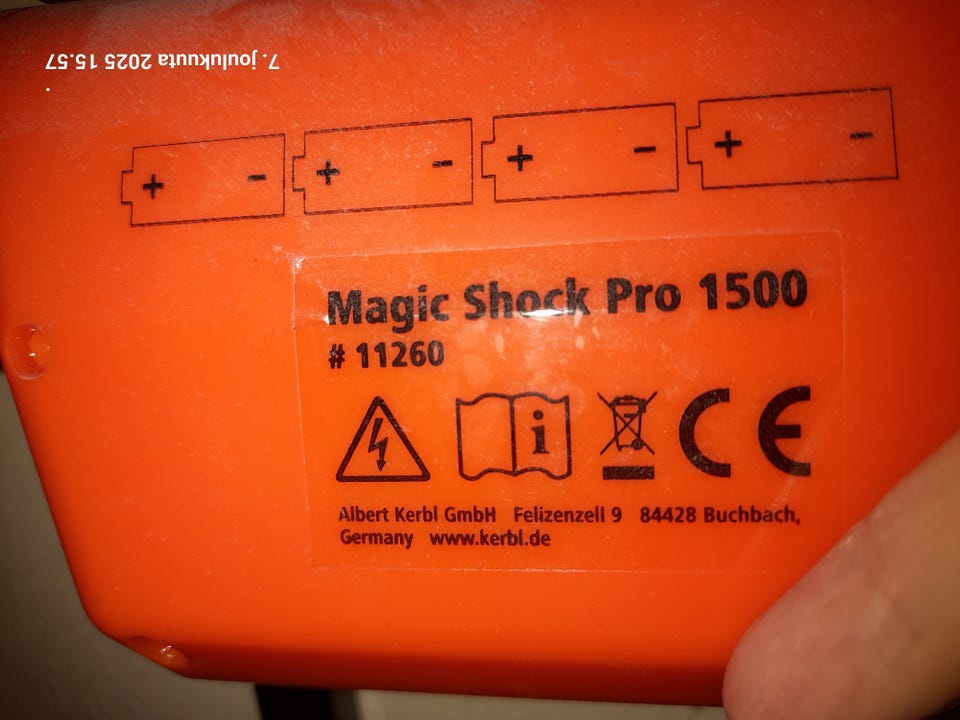 7. joulukuuta 2025 15.57
+ - + - + - + -
Magic Shock Pro 1500
# 11260
i
CE
Albert Kerbl GmbH Felizenzell 9 84428 Buchbach,
Germany www.kerbl.de